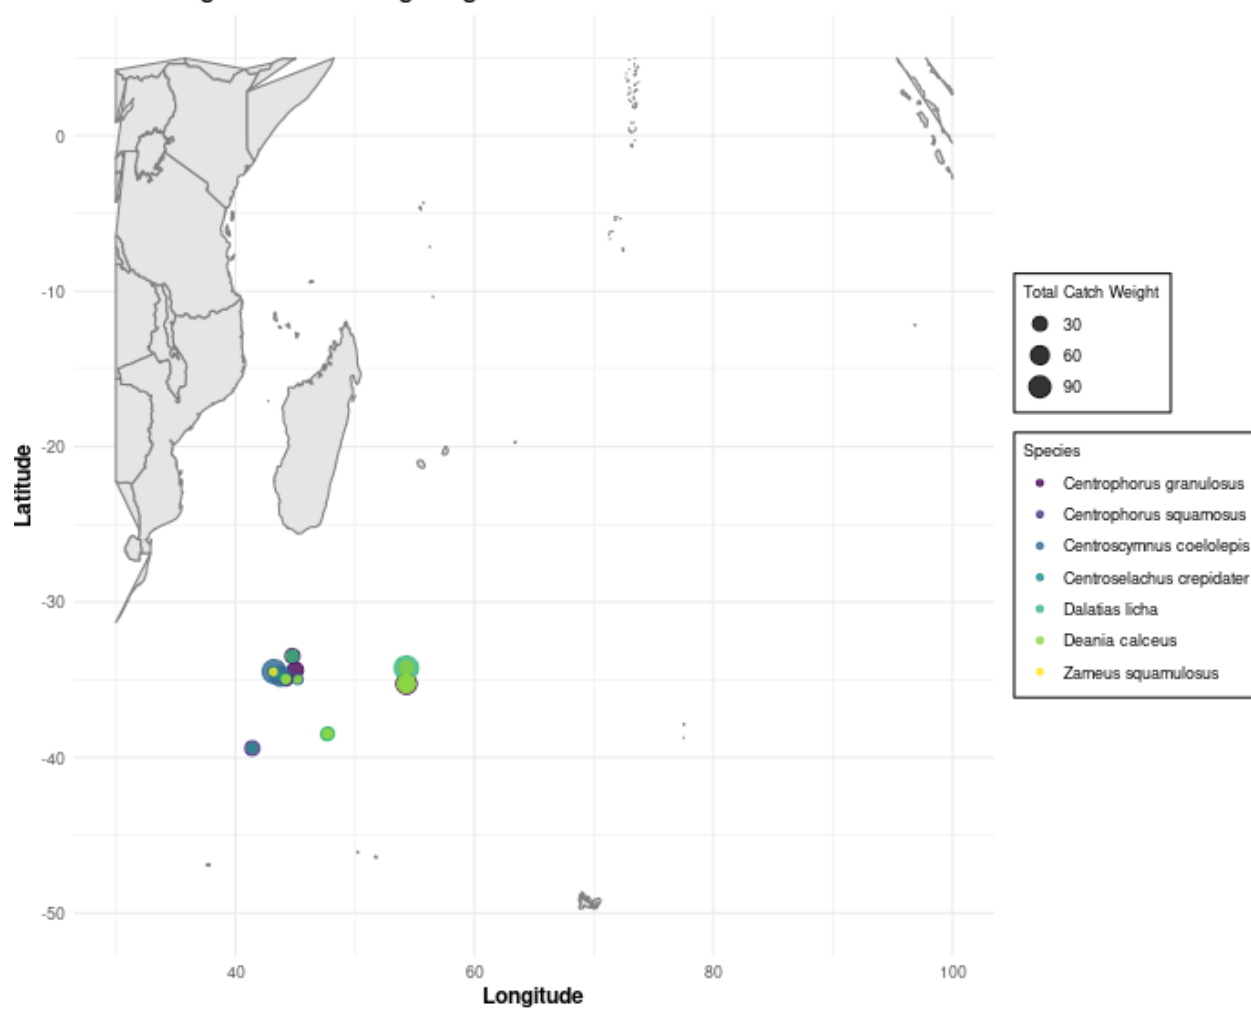 0
-10
-20
-30
-40
-50
Latitude
40
60
80
100
Longitude
Total Catch Weight
30
60
90
Species
Centrophorus granulosus
Centrophorus squamosus
Centroscymnus coelolepis
Centroselachus crepidater
Dalatias licha
Deania calceus
Zameus squamulosus